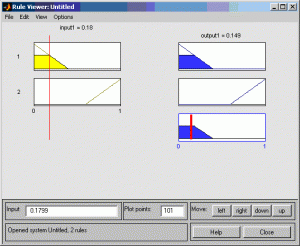 Rule Viewer: Untitled
File Edit View Options
input1 = 0.18
output1 = 0.149
1
2
0 1
0 1
Input: 0.1799
Plot points: 101
Move: left right down up
Opened system Untitled, 2 rules
Help Close